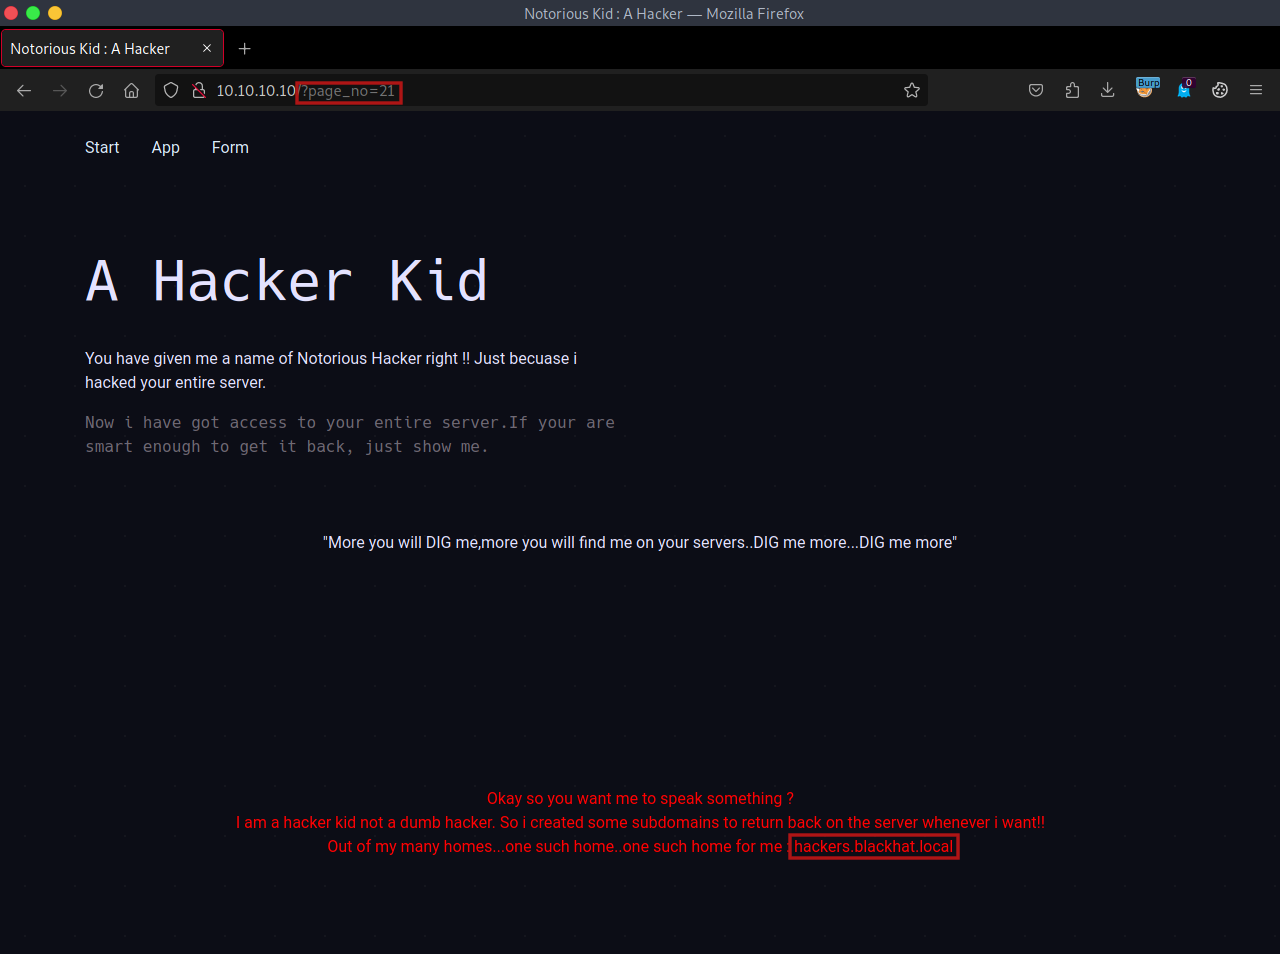 Notorious Kid : A Hacker — Mozilla Firefox
Notorious Kid : A Hacker
10.10.10.10/?page_no=21
Burp
0
Start App Form
A Hacker Kid
You have given me a name of Notorious Hacker right !! Just becuase i
hacked your entire server.
Now i have got access to your entire server.If your are
smart enough to get it back, just show me.
"More you will DIG me,more you will find me on your servers..DIG me more...DIG me more"
Okay so you want me to speak something ?
I am a hacker kid not a dumb hacker. So i created some subdomains to return back on the server whenever i want!!
Out of my many homes...one such home..one such home for me : hackers.blackhat.local